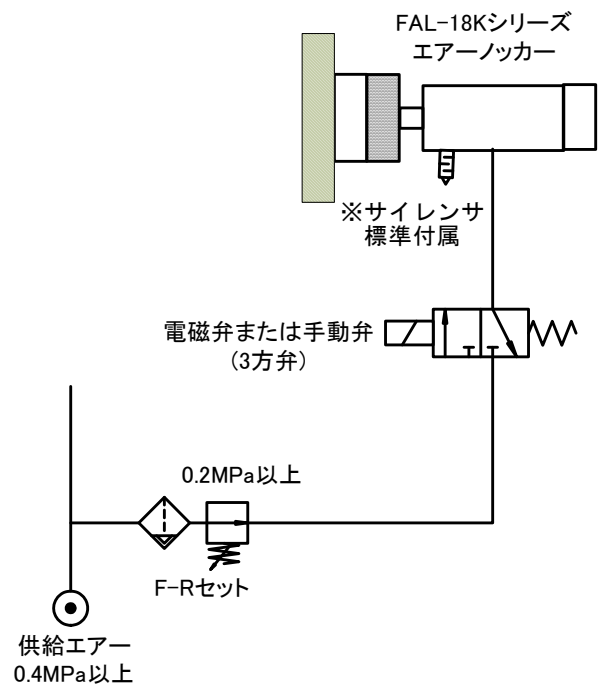 FAL-18Kシリーズ
エアーノッカー
※サイレンサ
標準付属
電磁弁または手動弁
(3方弁)
0.2MPa以上
F-Rセット
供給エアー
0.4MPa以上